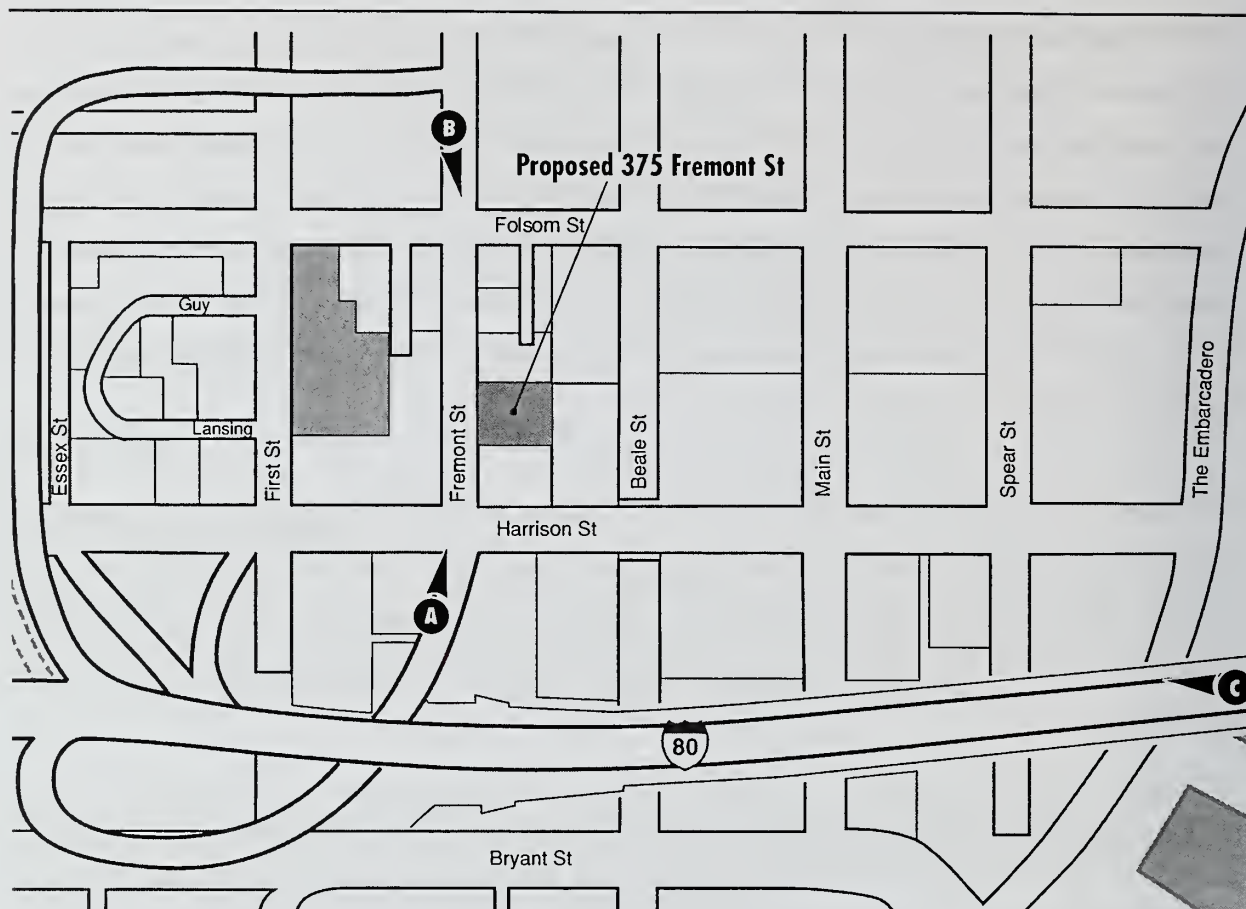 B
Proposed 375 Fremont St
Folsom St
Guy
Lansing
Essex St
First St
Fremont St
Beale St
Main St
Spear St
The Embarcadero
Harrison St
A
C
80
Bryant St